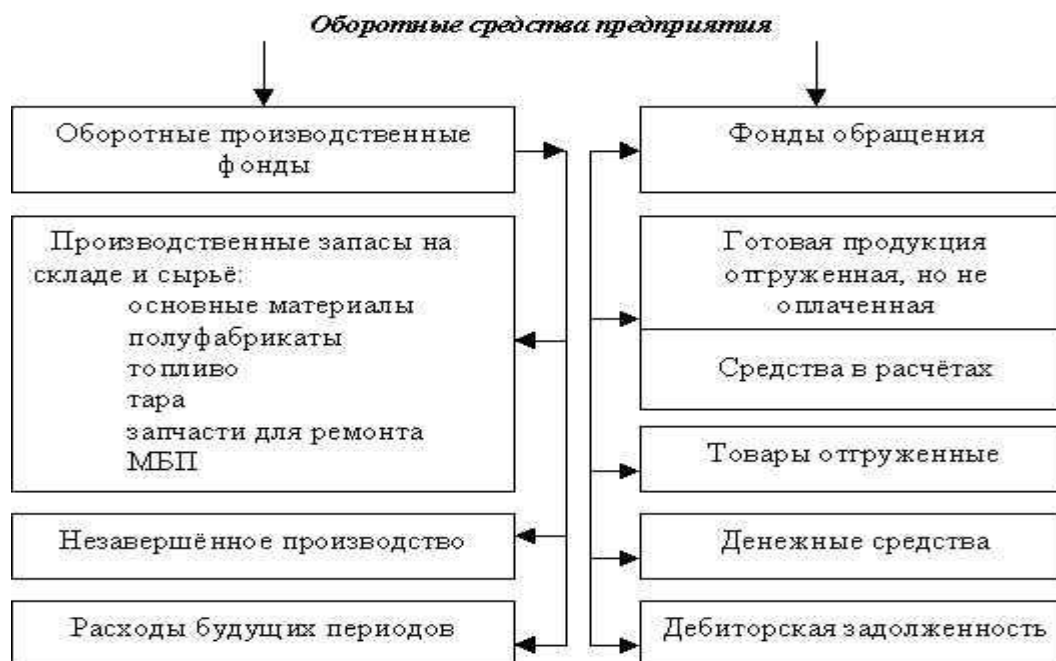 Оборотные средства предприятия
Оборотные производственные
фонды
Производственные запасы на
складе и сырьё:
основные материалы
полуфабрикаты
топливо
тара
запчасти для ремонта
МБП
Незавершённое производство
Расходы будущих периодов
Фонды обращения
Готовая продукция
отгруженная, но не
оплаченная
Средства в расчётах
Товары отгруженные
Денежные средства
Дебиторская задолженность